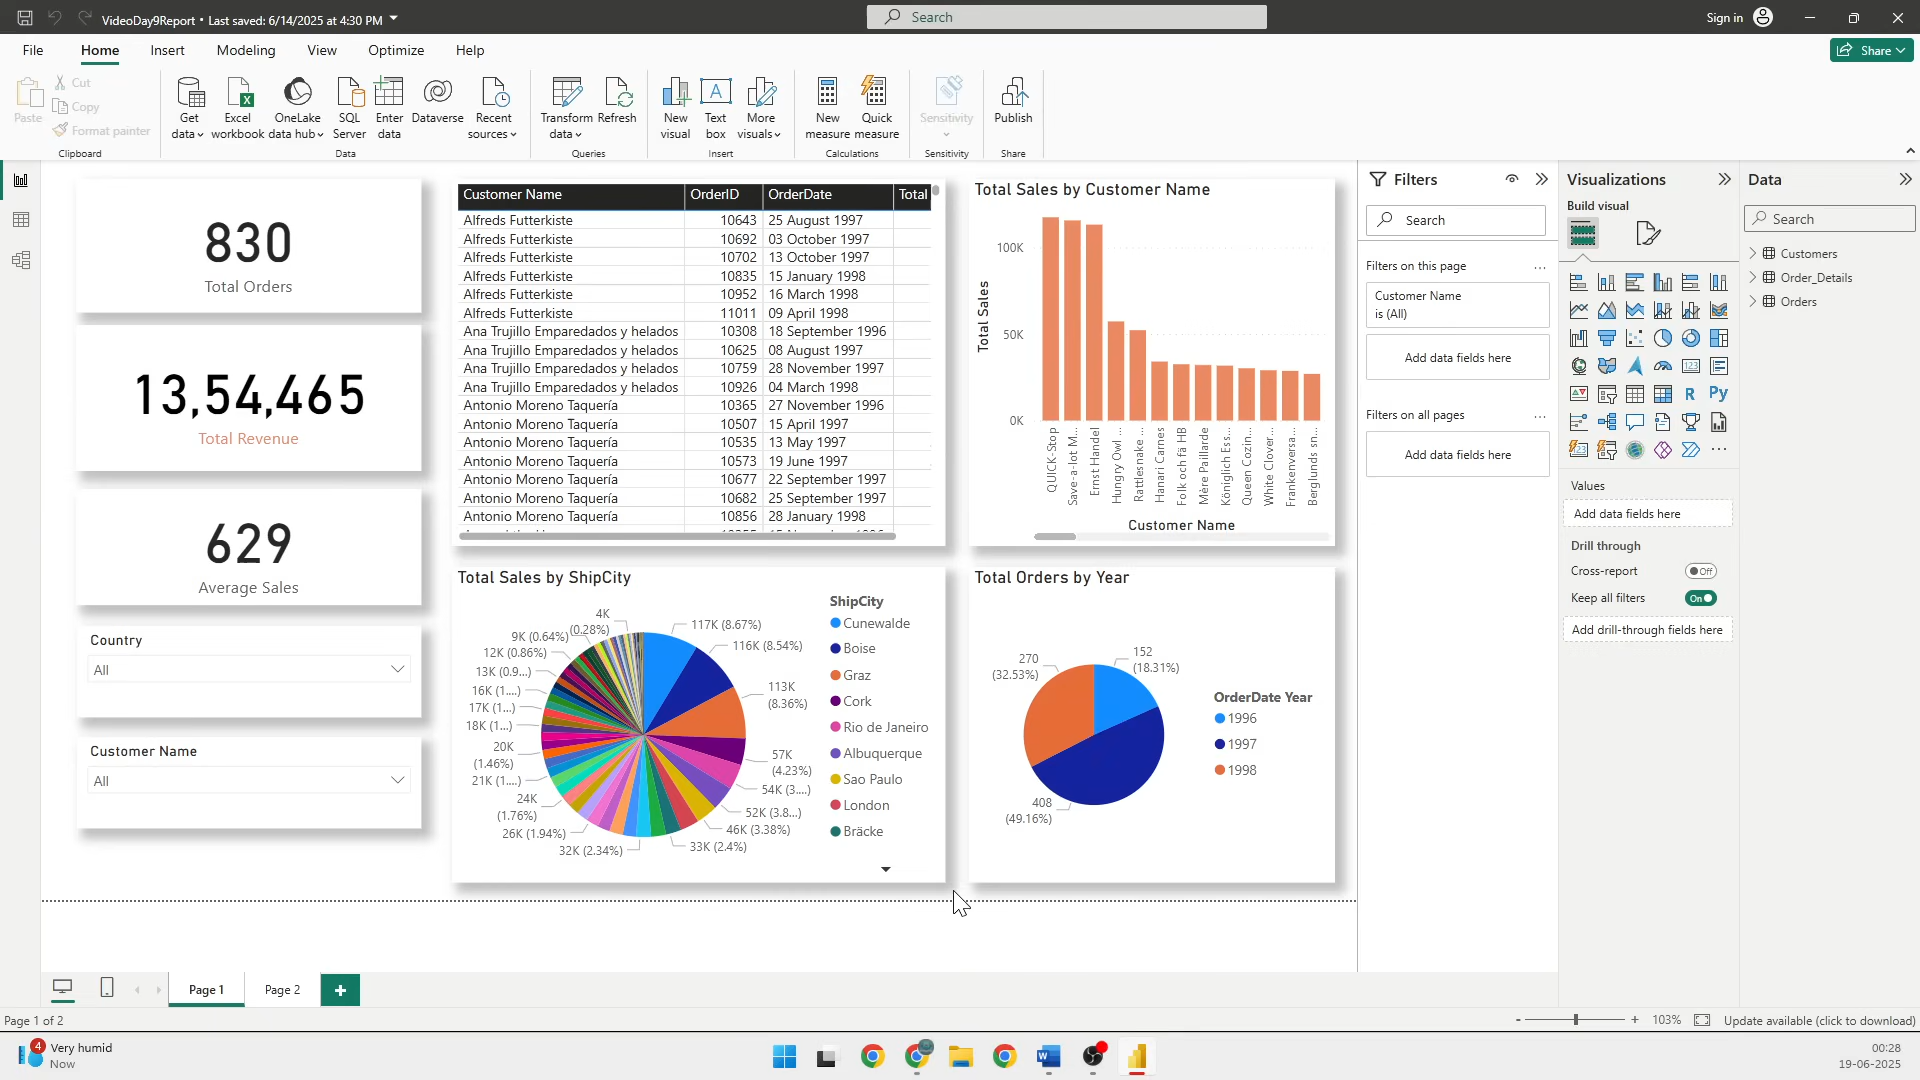 VideoDay9Report • Last saved: 6/14/2025 at 4:30 PM
Search
Sign in
File
Home
Insert
Modeling
View
Optimize
Help
Share
Paste
Cut
Copy
Format painter
Clipboard
Get data
Excel workbook
OneLake data hub
SQL Server
Enter data
Dataverse
Recent sources
Data
Transform data
Refresh
Queries
New visual
Text box
More visuals
Insert
New measure
Quick measure
Calculations
Sensitivity
Sensitivity
Publish
Share
830
Total Orders
13,54,465
Total Revenue
629
Average Sales
Country
All
Customer Name
All
Customer Name OrderID OrderDate Total
Alfreds Futterkiste 10643 25 August 1997
Alfreds Futterkiste 10692 03 October 1997
Alfreds Futterkiste 10702 13 October 1997
Alfreds Futterkiste 10835 15 January 1998
Alfreds Futterkiste 10952 16 March 1998
Alfreds Futterkiste 11011 09 April 1998
Ana Trujillo Emparedados y helados 10308 18 September 1996
Ana Trujillo Emparedados y helados 10625 08 August 1997
Ana Trujillo Emparedados y helados 10759 28 November 1997
Ana Trujillo Emparedados y helados 10926 04 March 1998
Antonio Moreno Taquería 10365 27 November 1996
Antonio Moreno Taquería 10507 15 April 1997
Antonio Moreno Taquería 10535 13 May 1997
Antonio Moreno Taquería 10573 19 June 1997
Antonio Moreno Taquería 10677 22 September 1997
Antonio Moreno Taquería 10682 25 September 1997
Antonio Moreno Taquería 10856 28 January 1998
Total Sales by Customer Name
Total Sales
100K
50K
0K
QUICK-Stop
Save-a-lot M...
Ernst Handel
Hungry Owl ...
Rattlesnake ...
Hanari Carnes
Folk och fä HB
Mère Paillarde
Königlich Ess...
Queen Cozin...
White Clover...
Frankenversa...
Berglunds sn...
Customer Name
Total Sales by ShipCity
117K (8.67%)
116K (8.54%)
113K
(8.36%)
57K
(4.23%)
54K (3....)
52K (3.8...)
46K (3.38%)
33K (2.4%)
32K (2.34%)
26K (1.94%)
24K
(1.76%)
21K (1....)
20K
(1.46%)
18K (1...)
17K (1...)
16K (1....)
13K (0.9...)
12K (0.86%)
9K (0.64%)
4K
(0.28%)
ShipCity
Cunewalde
Boise
Graz
Cork
Rio de Janeiro
Albuquerque
Sao Paulo
London
Bräcke
Total Orders by Year
152
(18.31%)
270
(32.53%)
408
(49.16%)
OrderDate Year
1996
1997
1998
Filters
Search
Filters on this page
...
Customer Name
is (All)
Add data fields here
Filters on all pages
...
Add data fields here
Visualizations
Build visual
123
R
Py
...
Values
Add data fields here
Drill through
Cross-report
Off
Keep all filters
On
Add drill-through fields here
Data
Search
Customers
Order_Details
Orders
Page 1
Page 2
+
Page 1 of 2
- + 103%
Update available (click to download)
4
Very humid
Now
00:28
19-06-2025